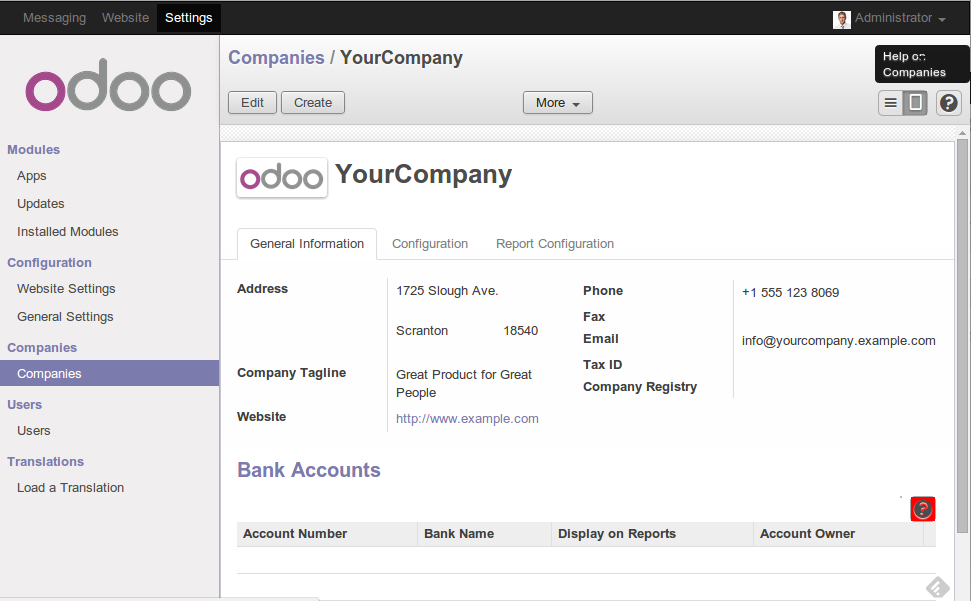 Messaging Website Settings
Administrator
odoo
Modules
Apps
Updates
Installed Modules
Configuration
Website Settings
General Settings
Companies
Companies
Users
Users
Translations
Load a Translation
Companies / YourCompany
Help on
Companies
Edit Create More
?
odoo YourCompany
General Information Configuration Report Configuration
Address 1725 Slough Ave.
Scranton 18540
Company Tagline Great Product for Great
People
Website http://www.example.com
Phone +1 555 123 8069
Fax
Email info@yourcompany.example.com
Tax ID
Company Registry
Bank Accounts
?
Account Number Bank Name Display on Reports Account Owner